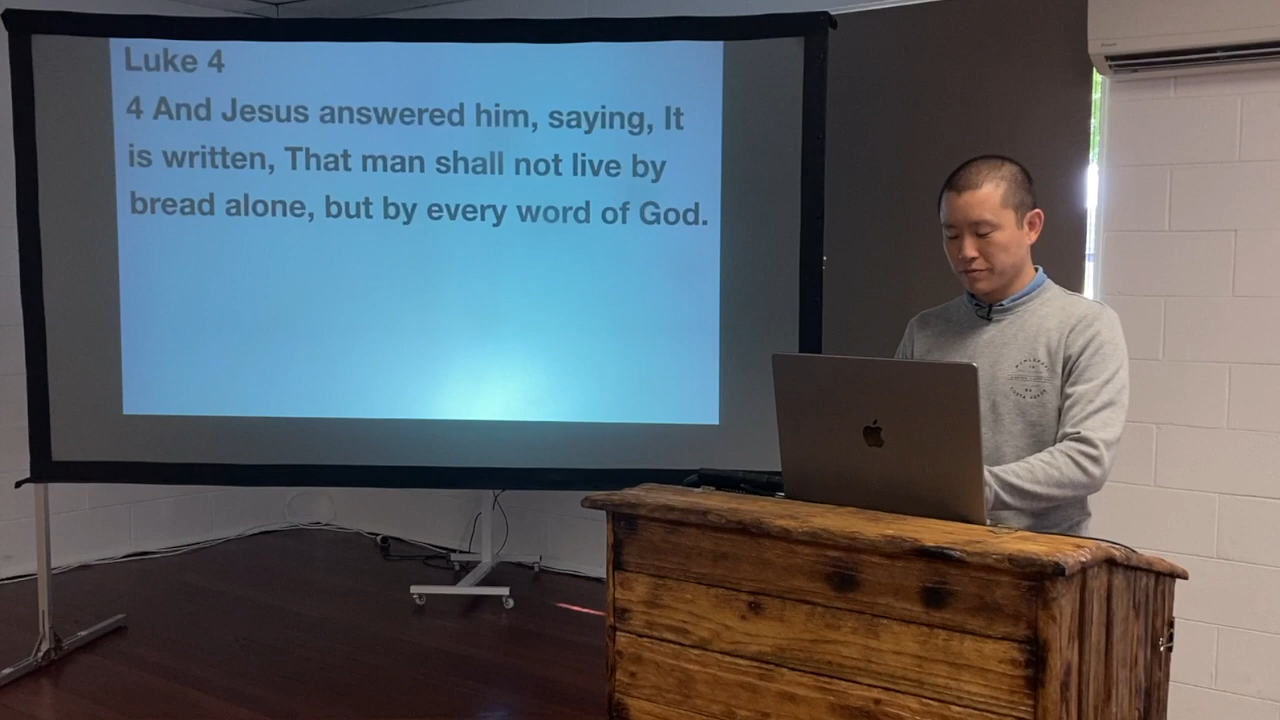 Luke 4
4 And Jesus answered him, saying, It
is written, That man shall not live by
bread alone, but by every word of God.